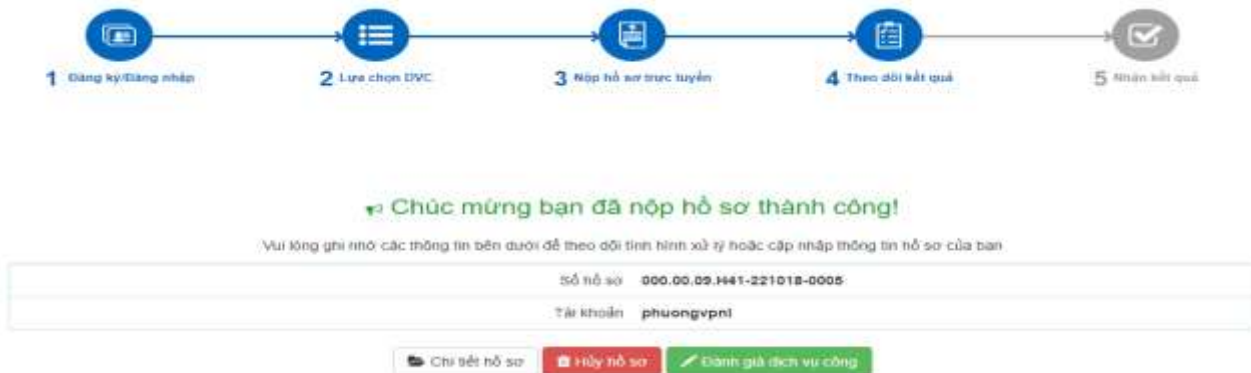 1 Đăng ký/Đăng nhập
2 Lựa chọn DVC
3 Nộp hồ sơ trực tuyến
4 Theo dõi kết quả
5 Nhận kết quả
Chúc mừng bạn đã nộp hồ sơ thành công!
Vui lòng ghi nhớ các thông tin bên dưới để theo dõi tình hình xử lý hoặc cập nhập thông tin hồ sơ của bạn
Số hồ sơ 000.00.09.H41-221018-0005
Tài khoản phuongvpnl
Chi tiết hồ sơ Hủy hồ sơ Đánh giá dịch vụ công